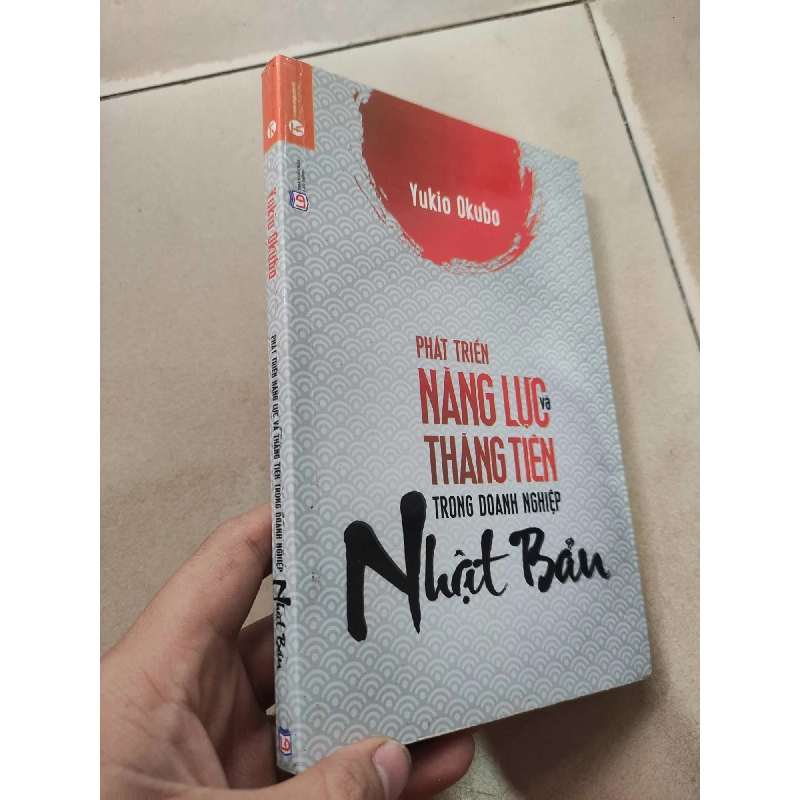 Yukio Okubo
PHÁT TRIỂN
NĂNG LỰC và
THĂNG TIẾN
TRONG DOANH NGHIỆP
Nhật Bản
Yukio Okubo
PHÁT TRIỂN NĂNG LỰC VÀ THĂNG TIẾN TRONG DOANH NGHIỆP
Nhật Bản